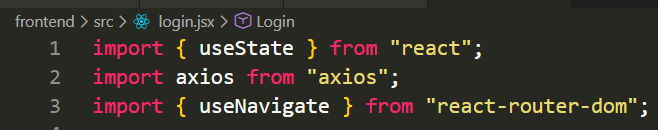 frontend > src > login.jsx > Login
1 import { useState } from "react";
2 import axios from "axios";
3 import { useNavigate } from "react-router-dom";